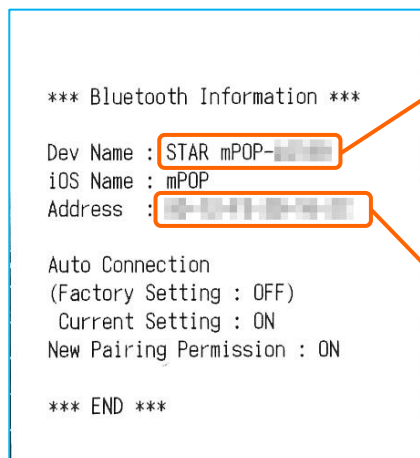 *** Bluetooth Information ***
Dev Name : STAR mPOP-
iOS Name : mPOP
Address :
Auto Connection
(Factory Setting : OFF)
Current Setting : ON
New Pairing Permission : ON
*** END ***